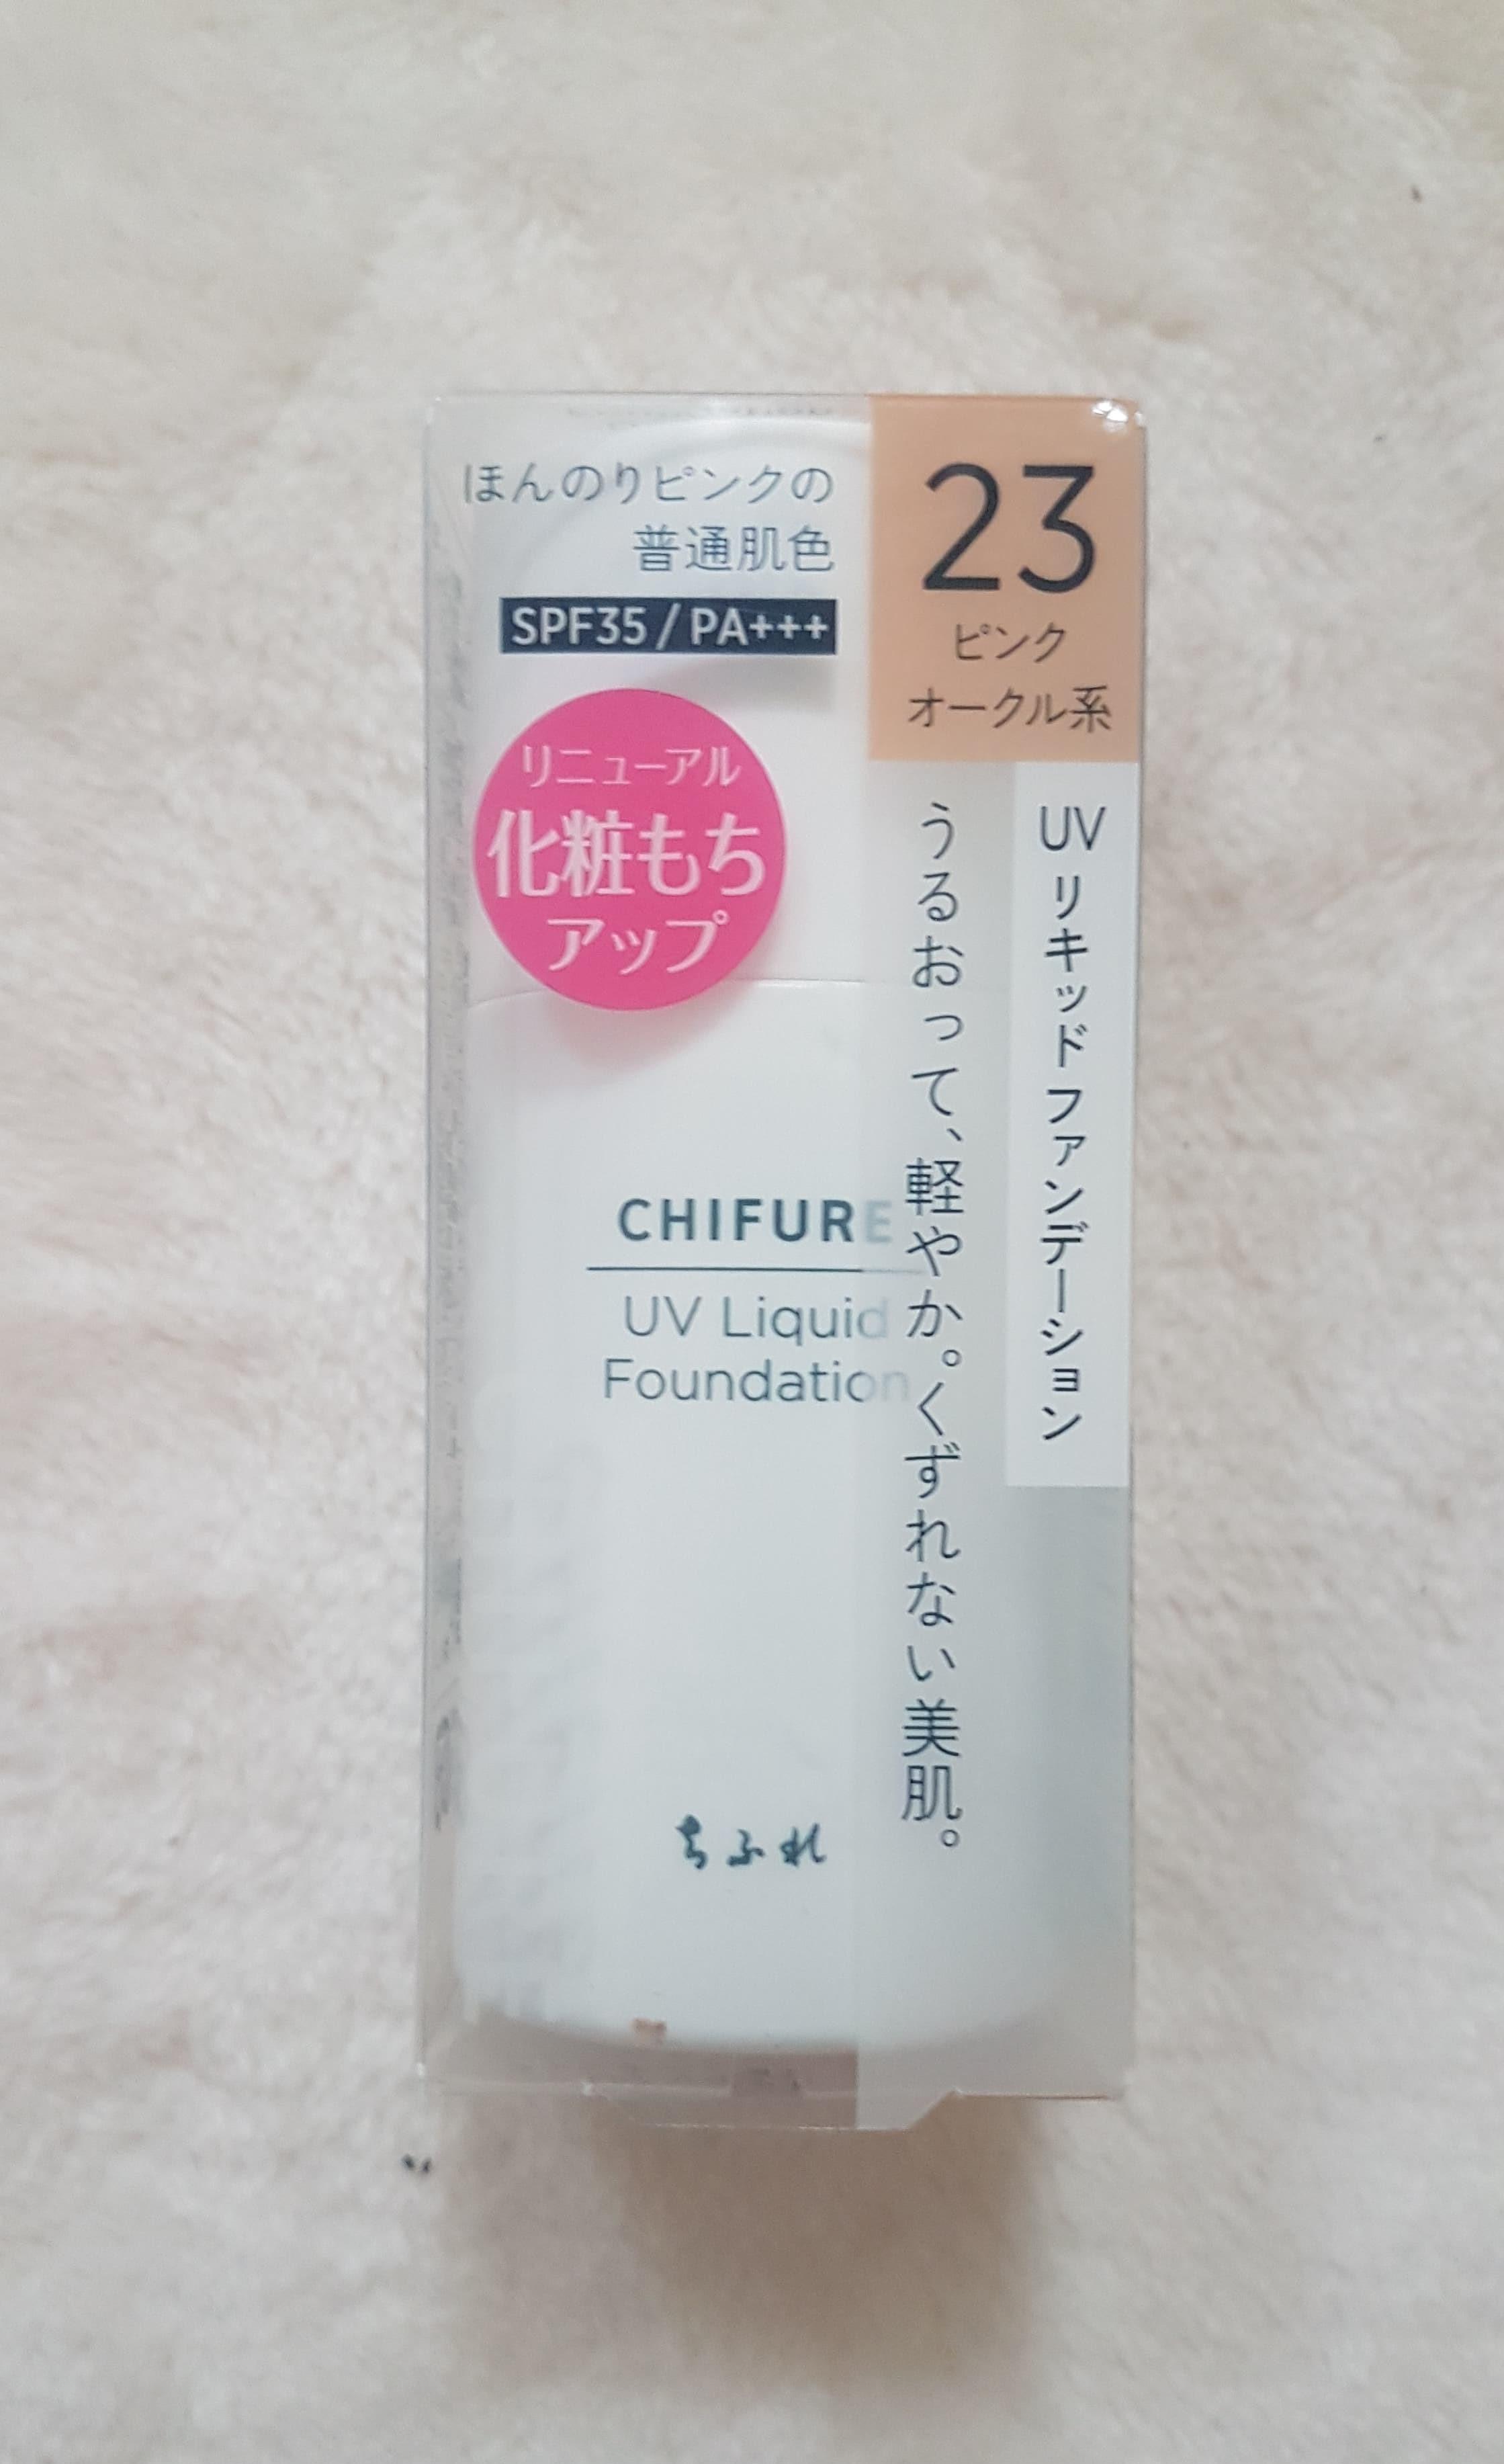 ほんのりピンクの
普通肌色
SPF35 / PA+++
23
ピンク
オークル系
リニューアル
化粧もち
アップ
UV リキッド ファンデーション
うるおって、軽やか。くずれない美肌。
CHIFURE
UV Liquid
Foundation
ちふれ